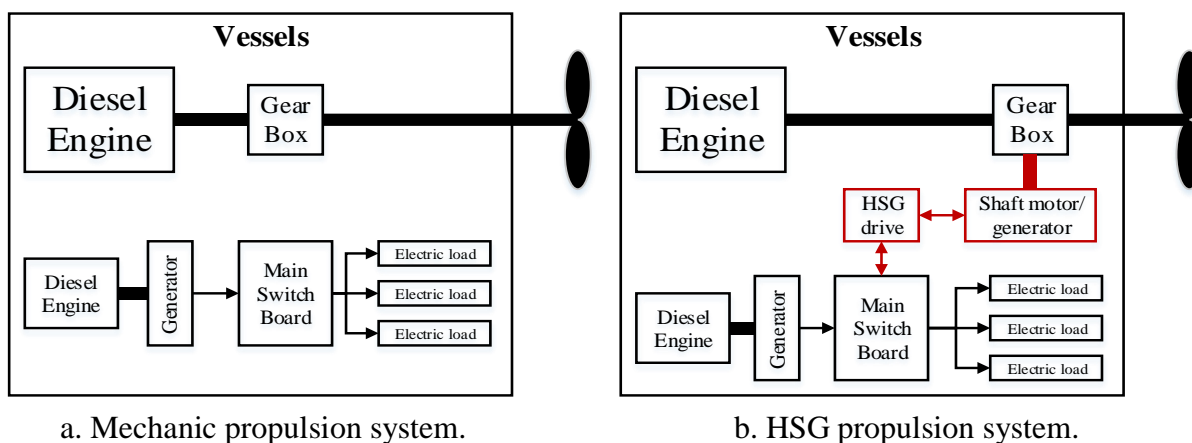 Vessels
Diesel
Engine
Gear
Box
Diesel
Engine
Generator
Main
Switch
Board
Electric load
Electric load
Electric load
a. Mechanic propulsion system.
Vessels
Diesel
Engine
Gear
Box
HSG
drive
Shaft motor/
generator
Diesel
Engine
Generator
Main
Switch
Board
Electric load
Electric load
Electric load
b. HSG propulsion system.